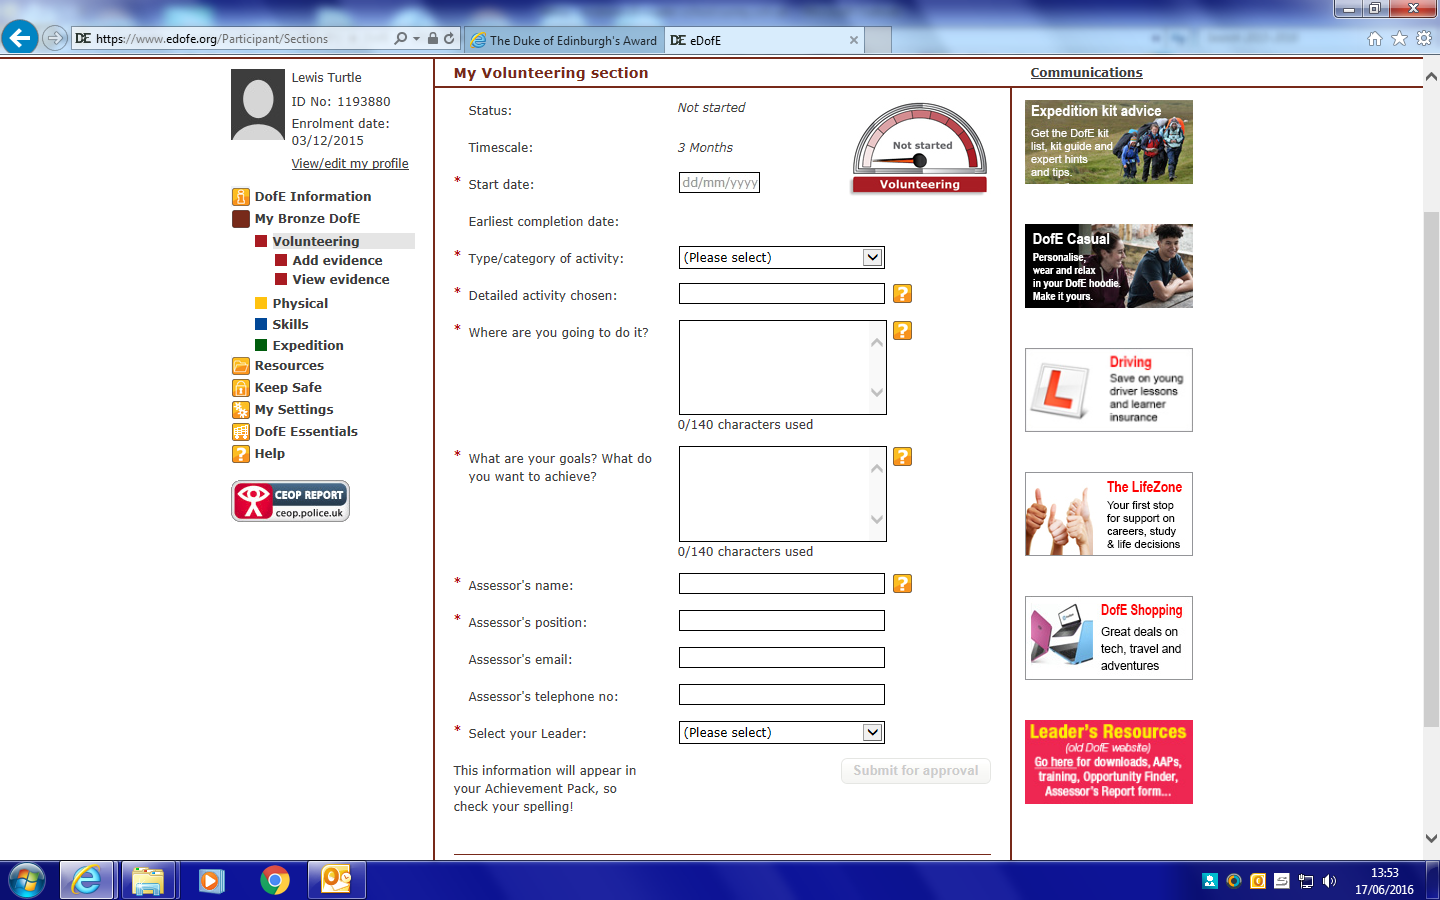 https://www.edofe.org/Participant/Sections
The Duke of Edinburgh's Award
eDofE
Lewis Turtle
ID No: 1193880
Enrolment date:
03/12/2015
View/edit my profile
DofE Information
My Bronze DofE
Volunteering
Add evidence
View evidence
Physical
Skills
Expedition
Resources
Keep Safe
My Settings
DofE Essentials
Help
CEOP REPORT
ceop.police.uk
My Volunteering section
Status: Not started
Timescale: 3 Months
* Start date: dd/mm/yyyy
Earliest completion date:
Not started
Volunteering
* Type/category of activity: (Please select)
* Detailed activity chosen: ?
* Where are you going to do it? ?
0/140 characters used
* What are your goals? What do ?
you want to achieve?
0/140 characters used
* Assessor's name: ?
* Assessor's position:
Assessor's email:
Assessor's telephone no:
* Select your Leader: (Please select)
This information will appear in
your Achievement Pack, so
check your spelling!
Submit for approval
Communications
Expedition kit advice
Get the DofE kit
list, kit guide and
expert hints
and tips.
DofE Casual
Personalise,
wear and relax
in your DofE hoodie.
Make it yours.
L
Driving
Save on young
driver lessons
and learner
insurance
The LifeZone
Your first stop
for support on
careers, study
& life decisions
DofE Shopping
Great deals on
tech, travel and
adventures
Leader's Resources
(old DofE website)
Go here for downloads, AAPs,
training, Opportunity Finder,
Assessor's Report form...
13:53
17/06/2016